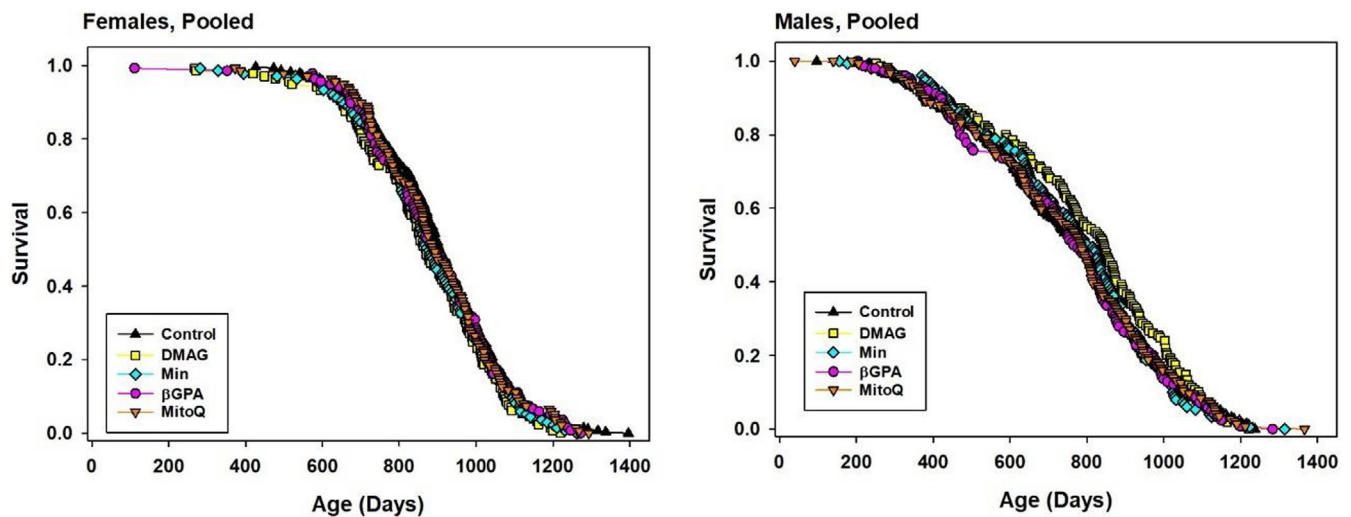 Females, Pooled
1.0
0.8
0.6
0.4
0.2
0.0
Survival
Control
DMAG
Min
βGPA
MitoQ
0 200 400 600 800 1000 1200 1400
Age (Days)
Males, Pooled
1.0
0.8
0.6
0.4
0.2
0.0
Survival
Control
DMAG
Min
βGPA
MitoQ
0 200 400 600 800 1000 1200 1400
Age (Days)